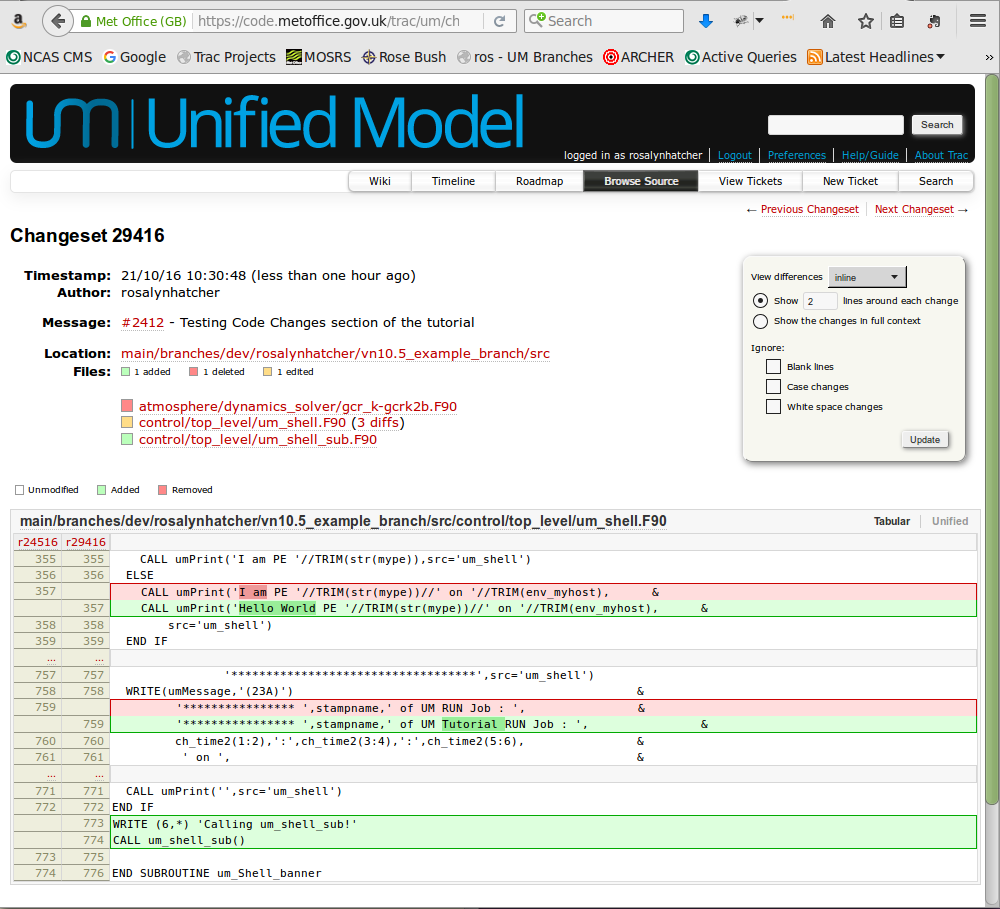 Met Office (GB) https://code.metoffice.gov.uk/trac/um/ch Search
NCAS CMS Google Trac Projects MOSRS Rose Bush ros - UM Branches ARCHER Active Queries Latest Headlines »
um | Unified Model
Search
logged in as rosalynhatcher Logout Preferences Help/Guide About Trac
Wiki Timeline Roadmap Browse Source View Tickets New Ticket Search
← Previous Changeset Next Changeset →
Changeset 29416
Timestamp: 21/10/16 10:30:48 (less than one hour ago)
Author: rosalynhatcher
Message: #2412 - Testing Code Changes section of the tutorial
Location: main/branches/dev/rosalynhatcher/vn10.5_example_branch/src
Files: 1 added 1 deleted 1 edited
atmosphere/dynamics_solver/gcr_k-gcrk2b.F90
control/top_level/um_shell.F90 (3 diffs)
control/top_level/um_shell_sub.F90
View differences inline
Show 2 lines around each change
Show the changes in full context
Ignore:
Blank lines
Case changes
White space changes
Update
Unmodified Added Removed
main/branches/dev/rosalynhatcher/vn10.5_example_branch/src/control/top_level/um_shell.F90 Tabular Unified
r24516 r29416
355 355 CALL umPrint('I am PE '//TRIM(str(mype)),src='um_shell')
356 356 ELSE
357 CALL umPrint('I am PE '//TRIM(str(mype))//' on '//TRIM(env_myhost), &
357 CALL umPrint('Hello World PE '//TRIM(str(mype))//' on '//TRIM(env_myhost), &
358 358 src='um_shell')
359 359 END IF
… …
757 757 '***********************************',src='um_shell')
758 758 WRITE(umMessage,'(23A)') &
759 '**************** ',stampname,' of UM RUN Job : ', &
759 '**************** ',stampname,' of UM Tutorial RUN Job : ', &
760 760 ch_time2(1:2),':',ch_time2(3:4),':',ch_time2(5:6), &
761 761 ' on ', &
… …
771 771 CALL umPrint('',src='um_shell')
772 772 END IF
773 WRITE (6,*) 'Calling um_shell_sub!'
774 CALL um_shell_sub()
773 775
774 776 END SUBROUTINE um_Shell_banner